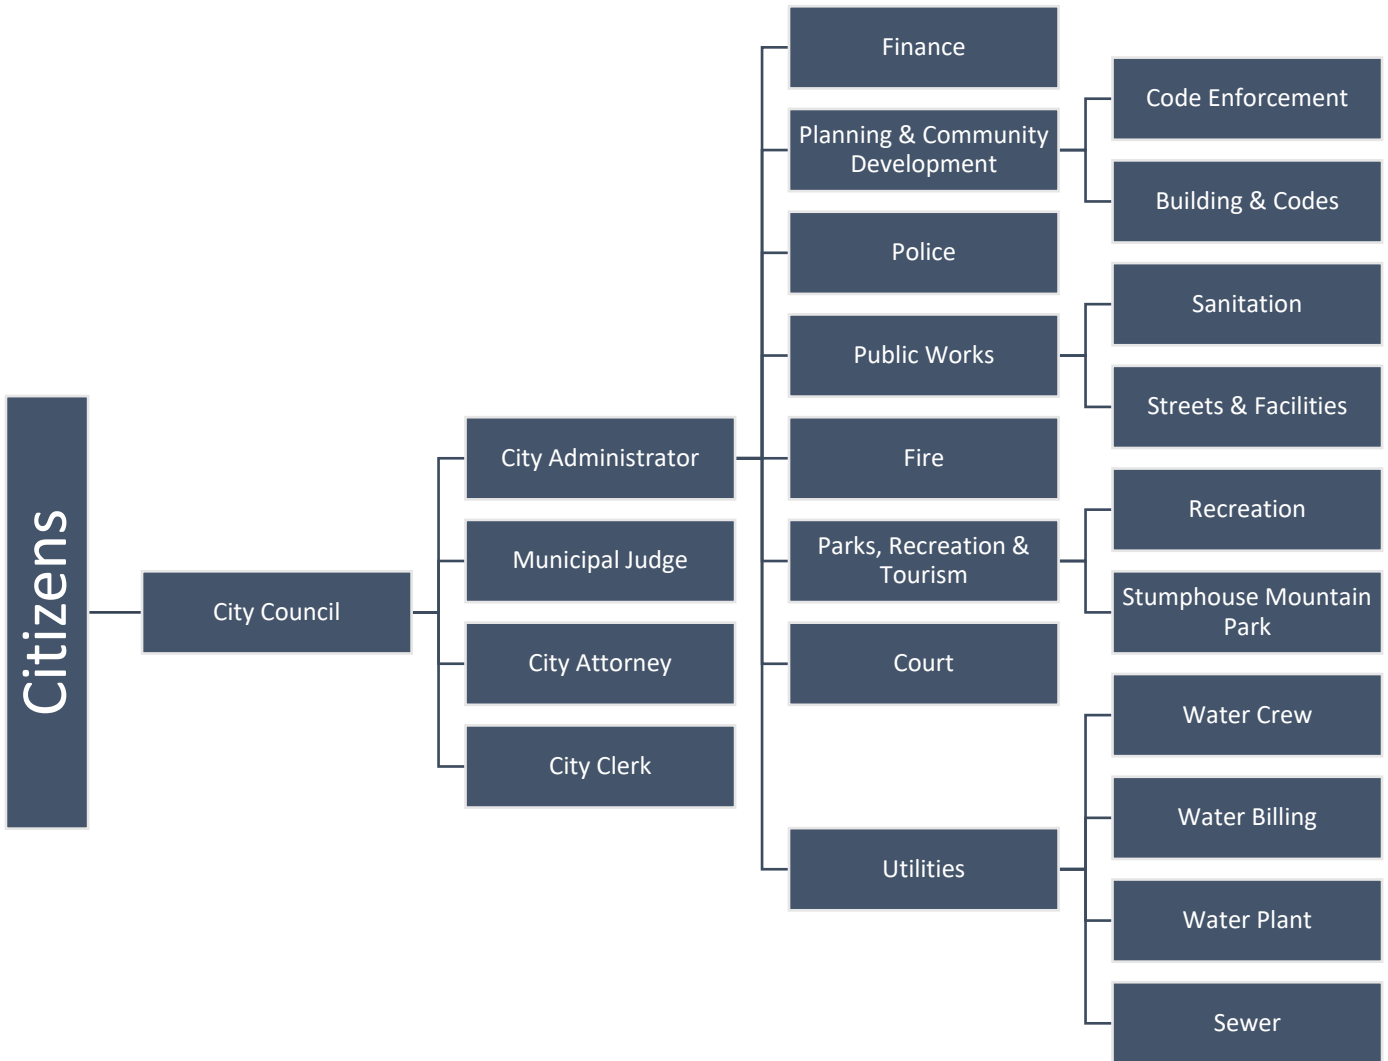 Citizens
City Council
City Administrator
Municipal Judge
City Attorney
City Clerk
Finance
Planning & Community
Development
Police
Public Works
Fire
Parks, Recreation &
Tourism
Court
Utilities
Code Enforcement
Building & Codes
Sanitation
Streets & Facilities
Recreation
Stumphouse Mountain
Park
Water Crew
Water Billing
Water Plant
Sewer